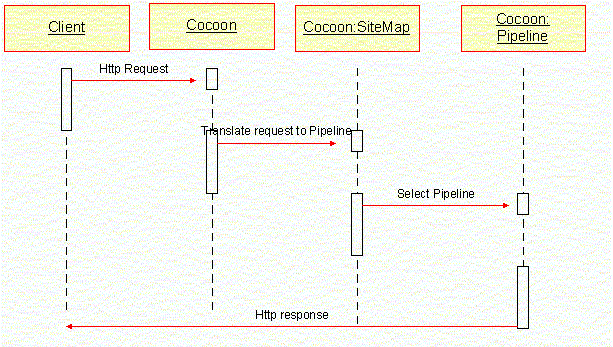 Client
Cocoon
Cocoon:SiteMap
Cocoon:
Pipeline
Http Request
Translate request to Pipeline
Select Pipeline
Http response